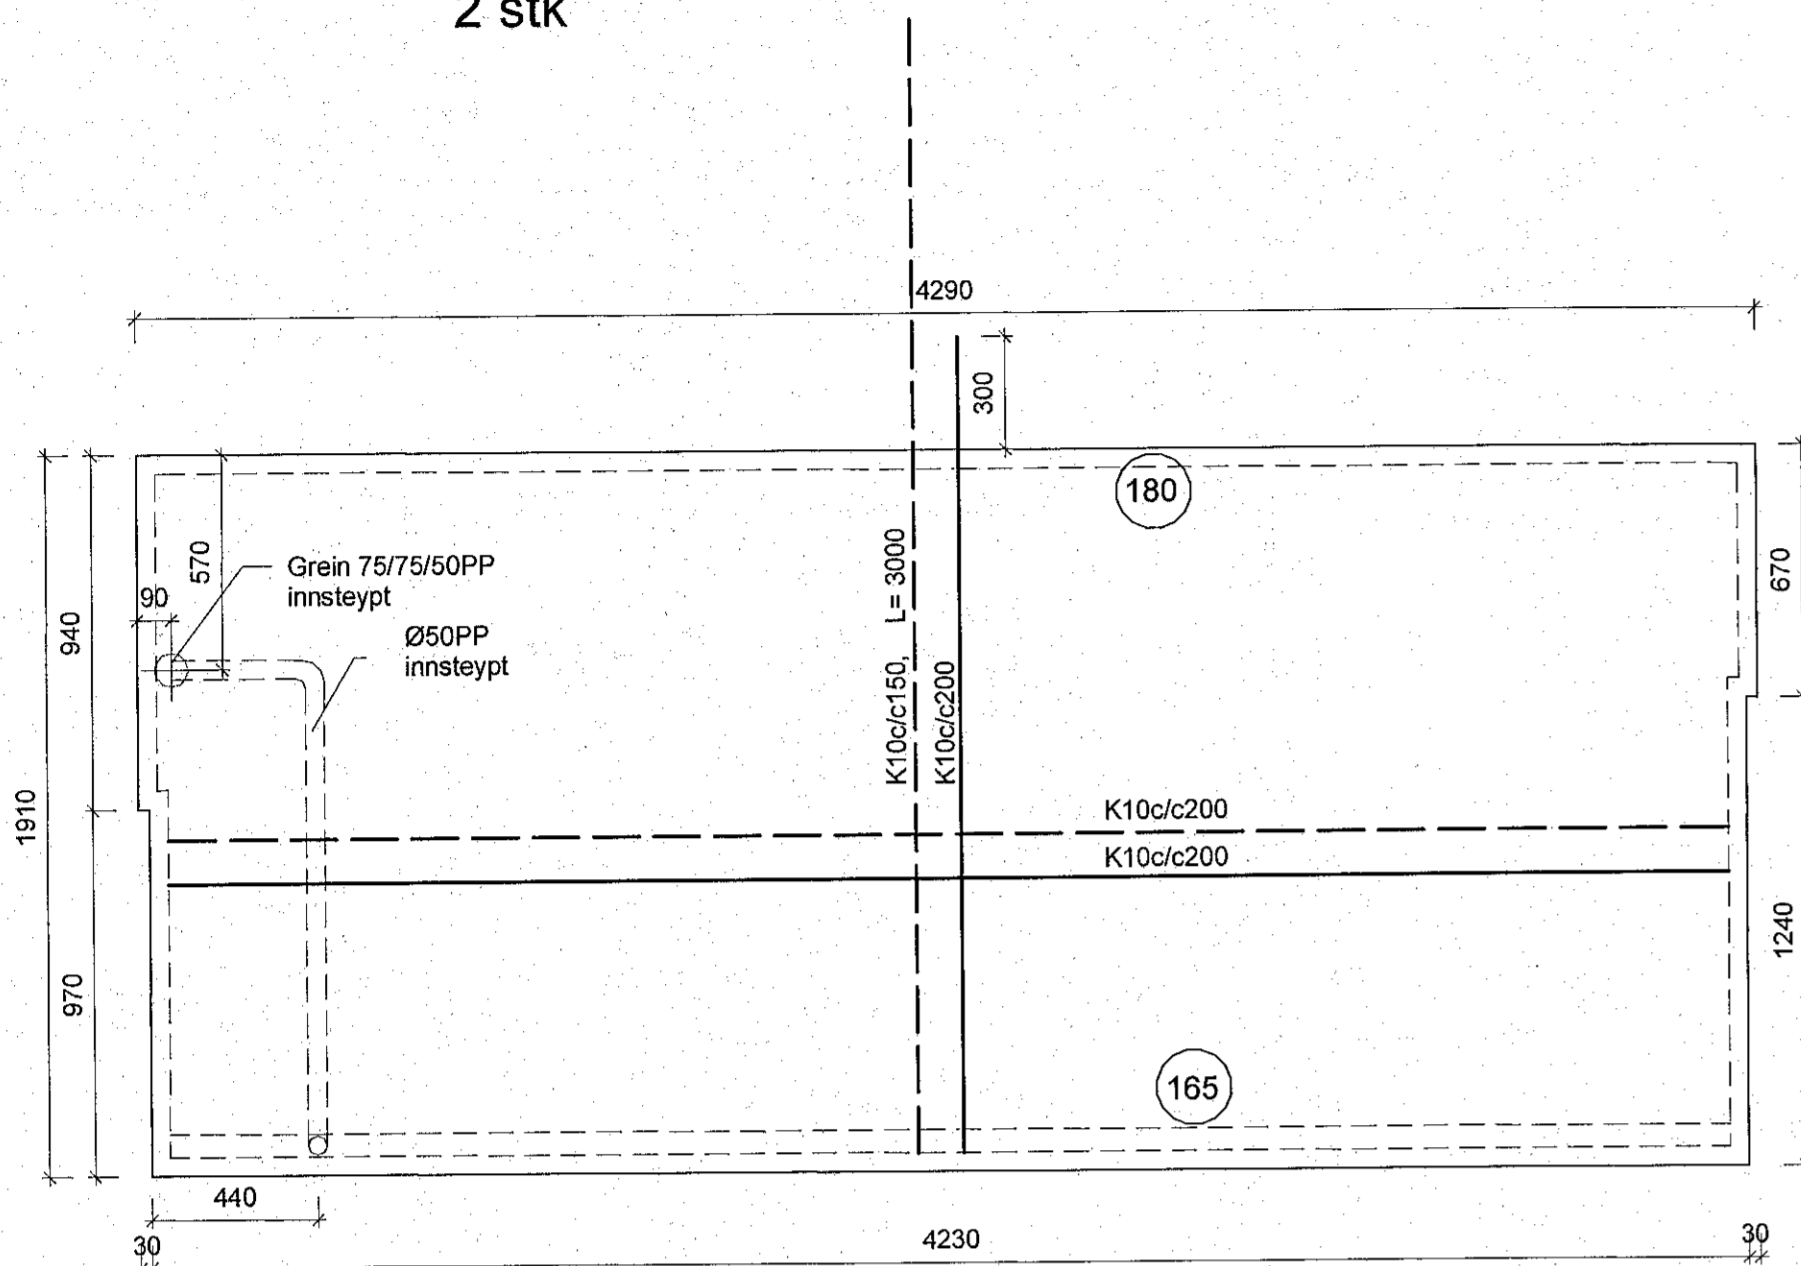 2 stk
4290
300
180
570
Grein 75/75/50PP
innsteypt
90
Ø50PP
innsteypt
940
670
K10c/c150, L= 3000
K10c/c200
1910
K10c/c200
K10c/c200
970
1240
165
440
30
4230
30